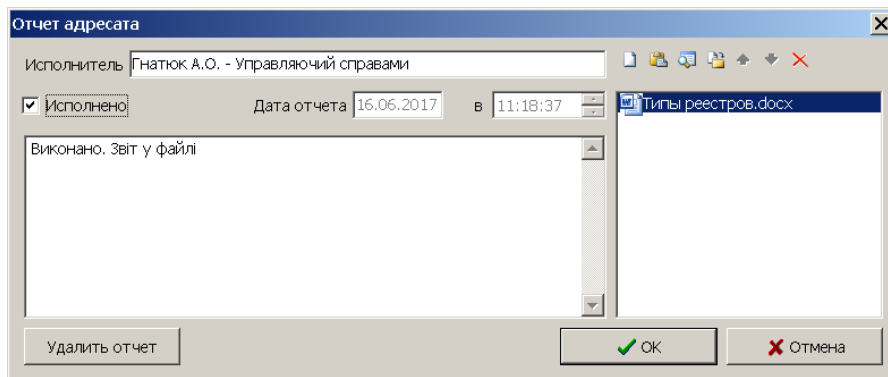 Отчет адресата
Исполнитель Гнатюк А.О. - Управляючий справами
Исполнено Дата отчета 16.06.2017 в 11:18:37
Типы реестров.docx
Виконано. Звіт у файлі
Удалить отчет ОК Отмена